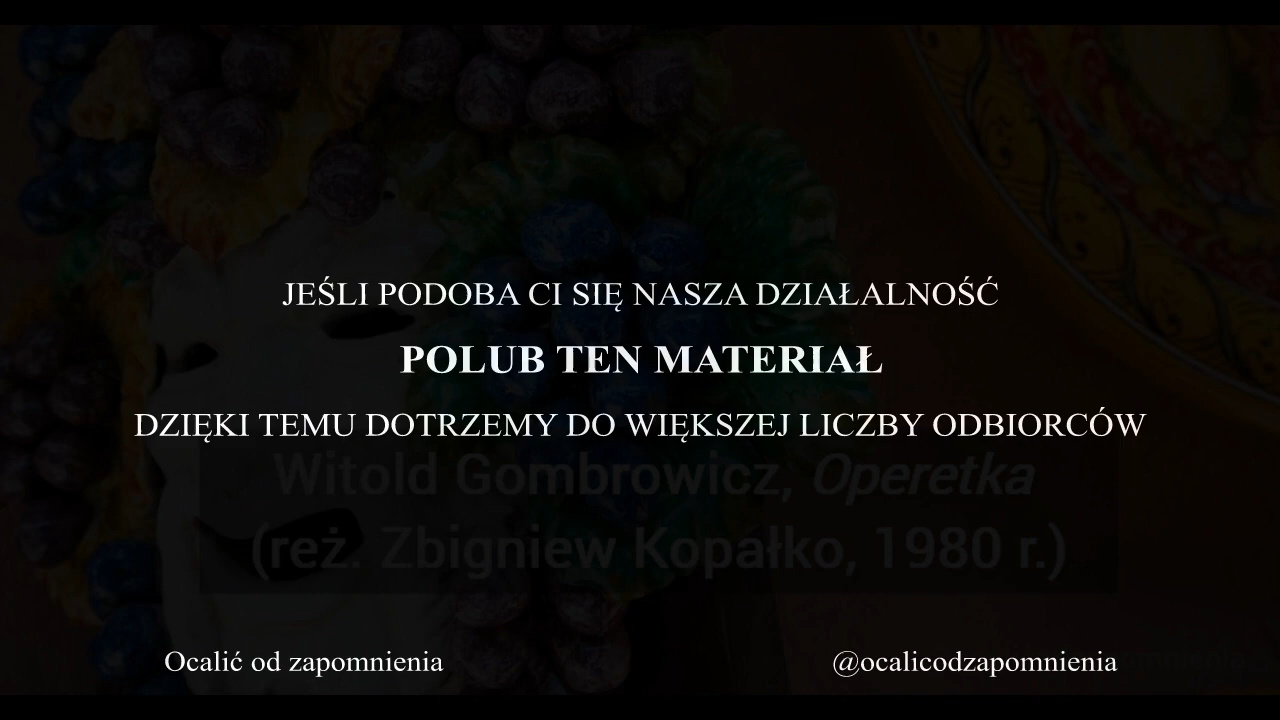 JEŚLI PODOBA CI SIĘ NASZA DZIAŁALNOŚĆ
POLUB TEN MATERIAŁ
DZIĘKI TEMU DOTRZEMY DO WIĘKSZEJ LICZBY ODBIORCÓW
Witold Gombrowicz, Operetka
(reż. Zbigniew Kopałko, 1980 r.)
Ocalić od zapomnienia
@ocalicodzapomnienia